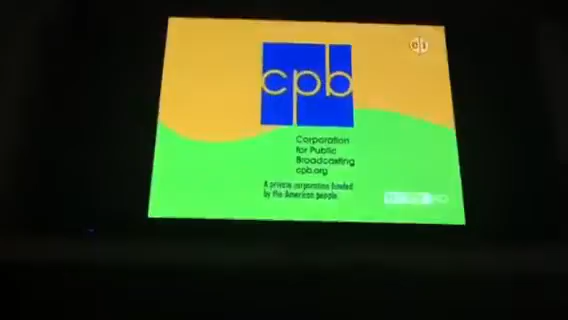 cpb
Corporation
for Public
Broadcasting
cpb.org
A private corporation funded
by the American people.